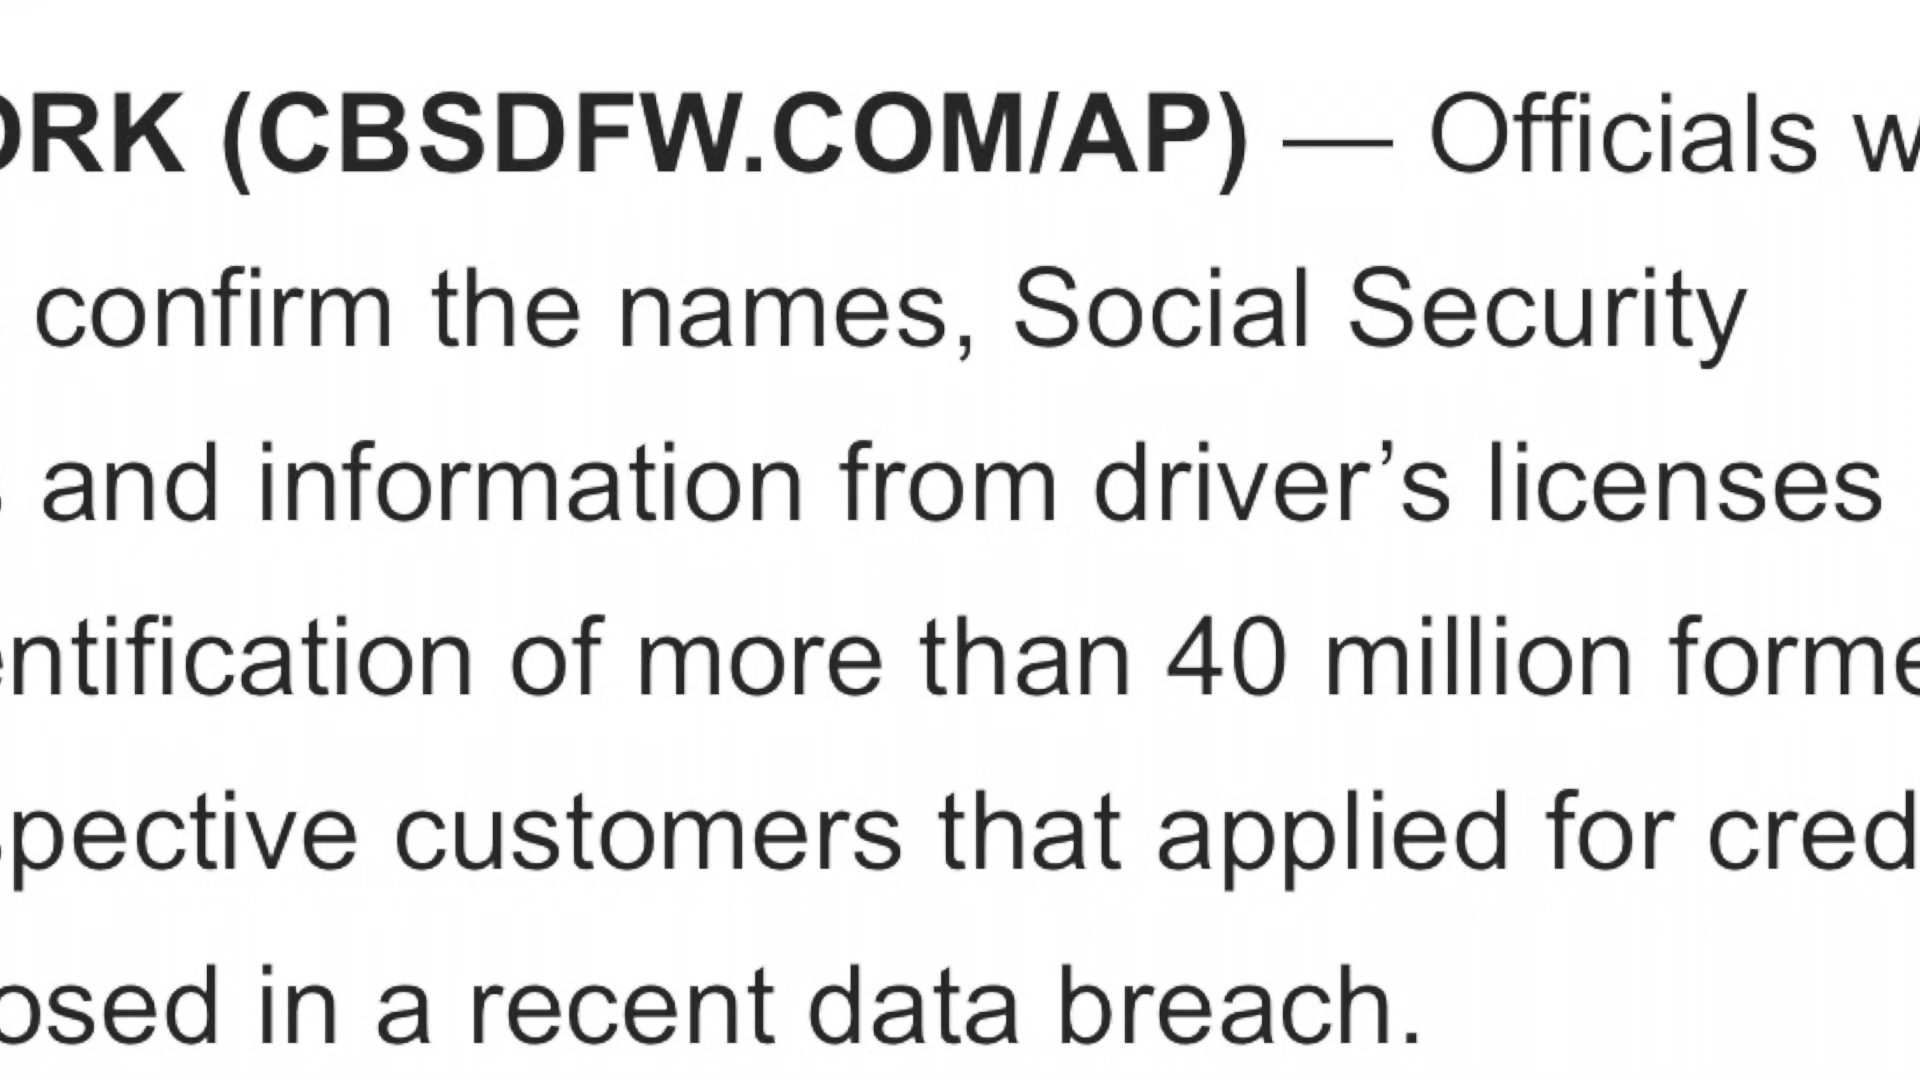 ORK (CBSDFW.COM/AP) — Officials w
confirm the names, Social Security
s and information from driver’s licenses
entification of more than 40 million forme
spective customers that applied for cred
osed in a recent data breach.